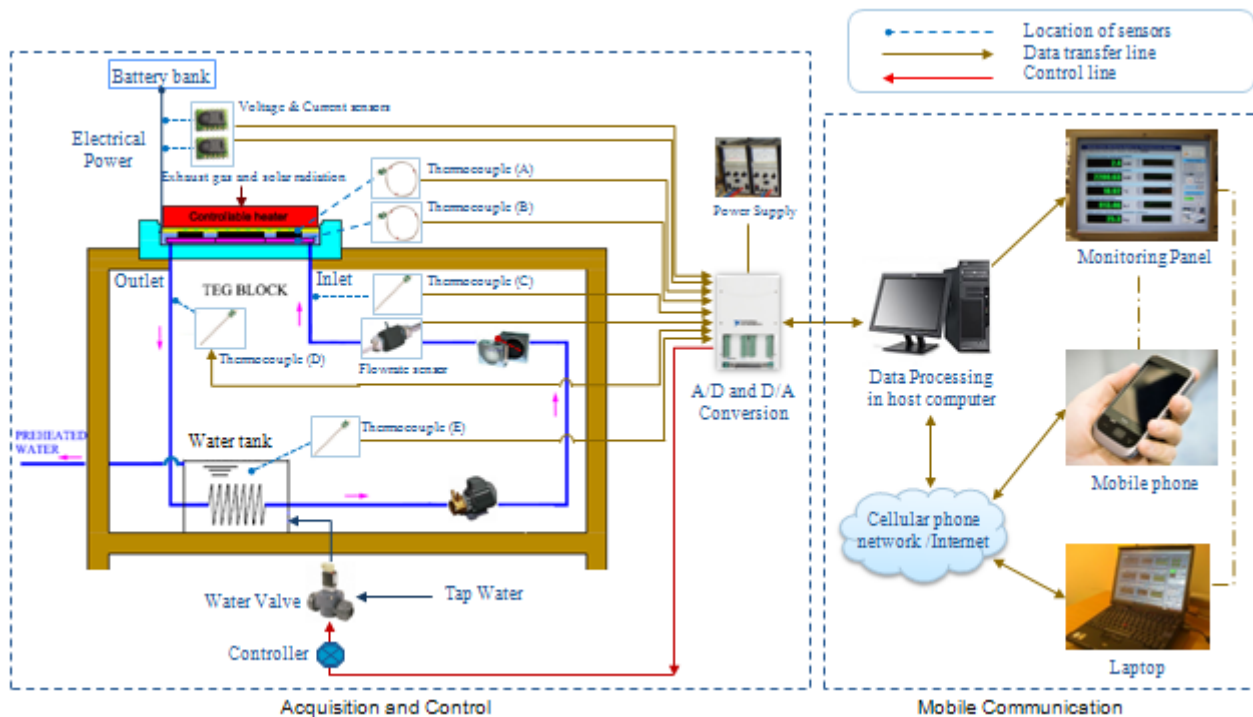 Location of sensors
Data transfer line
Control line
Battery bank
Voltage & Current sensors
Electrical
Power
Exhaust gas and solar radiation
Controllable heater
Thermocouple (A)
Thermocouple (B)
Power Supply
Outlet
Inlet
TEG BLOCK
Thermocouple (C)
Thermocouple (D)
Flowrate sensor
A/D and D/A
Conversion
Data Processing
in host computer
Monitoring Panel
Mobile phone
PREHEATED
WATER
Water tank
Thermocouple (E)
Cellular phone
network /Internet
Water Valve
Tap Water
Controller
Laptop
Acquisition and Control
Mobile Communication